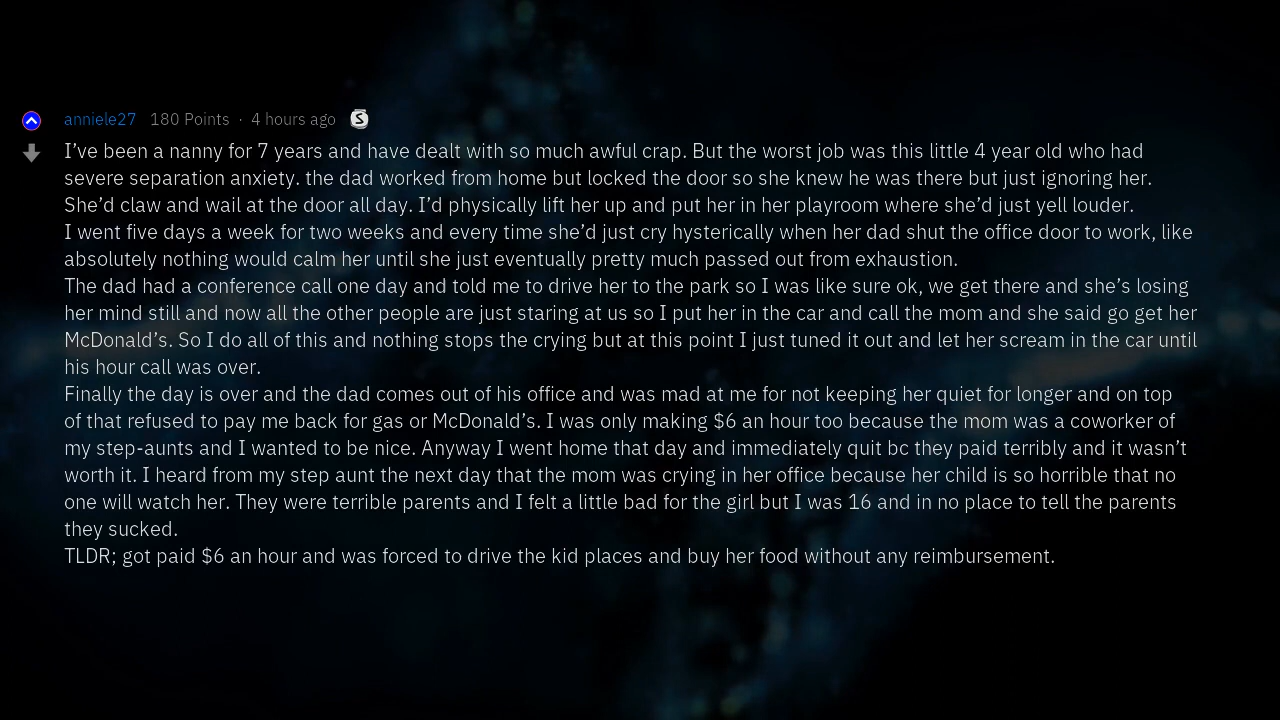 anniele27 180 Points · 4 hours ago S
I’ve been a nanny for 7 years and have dealt with so much awful crap. But the worst job was this little 4 year old who had
severe separation anxiety. the dad worked from home but locked the door so she knew he was there but just ignoring her.
She’d claw and wail at the door all day. I’d physically lift her up and put her in her playroom where she’d just yell louder.
I went five days a week for two weeks and every time she’d just cry hysterically when her dad shut the office door to work, like
absolutely nothing would calm her until she just eventually pretty much passed out from exhaustion.
The dad had a conference call one day and told me to drive her to the park so I was like sure ok, we get there and she’s losing
her mind still and now all the other people are just staring at us so I put her in the car and call the mom and she said go get her
McDonald’s. So I do all of this and nothing stops the crying but at this point I just tuned it out and let her scream in the car until
his hour call was over.
Finally the day is over and the dad comes out of his office and was mad at me for not keeping her quiet for longer and on top
of that refused to pay me back for gas or McDonald’s. I was only making $6 an hour too because the mom was a coworker of
my step-aunts and I wanted to be nice. Anyway I went home that day and immediately quit bc they paid terribly and it wasn’t
worth it. I heard from my step aunt the next day that the mom was crying in her office because her child is so horrible that no
one will watch her. They were terrible parents and I felt a little bad for the girl but I was 16 and in no place to tell the parents
they sucked.
TLDR; got paid $6 an hour and was forced to drive the kid places and buy her food without any reimbursement.